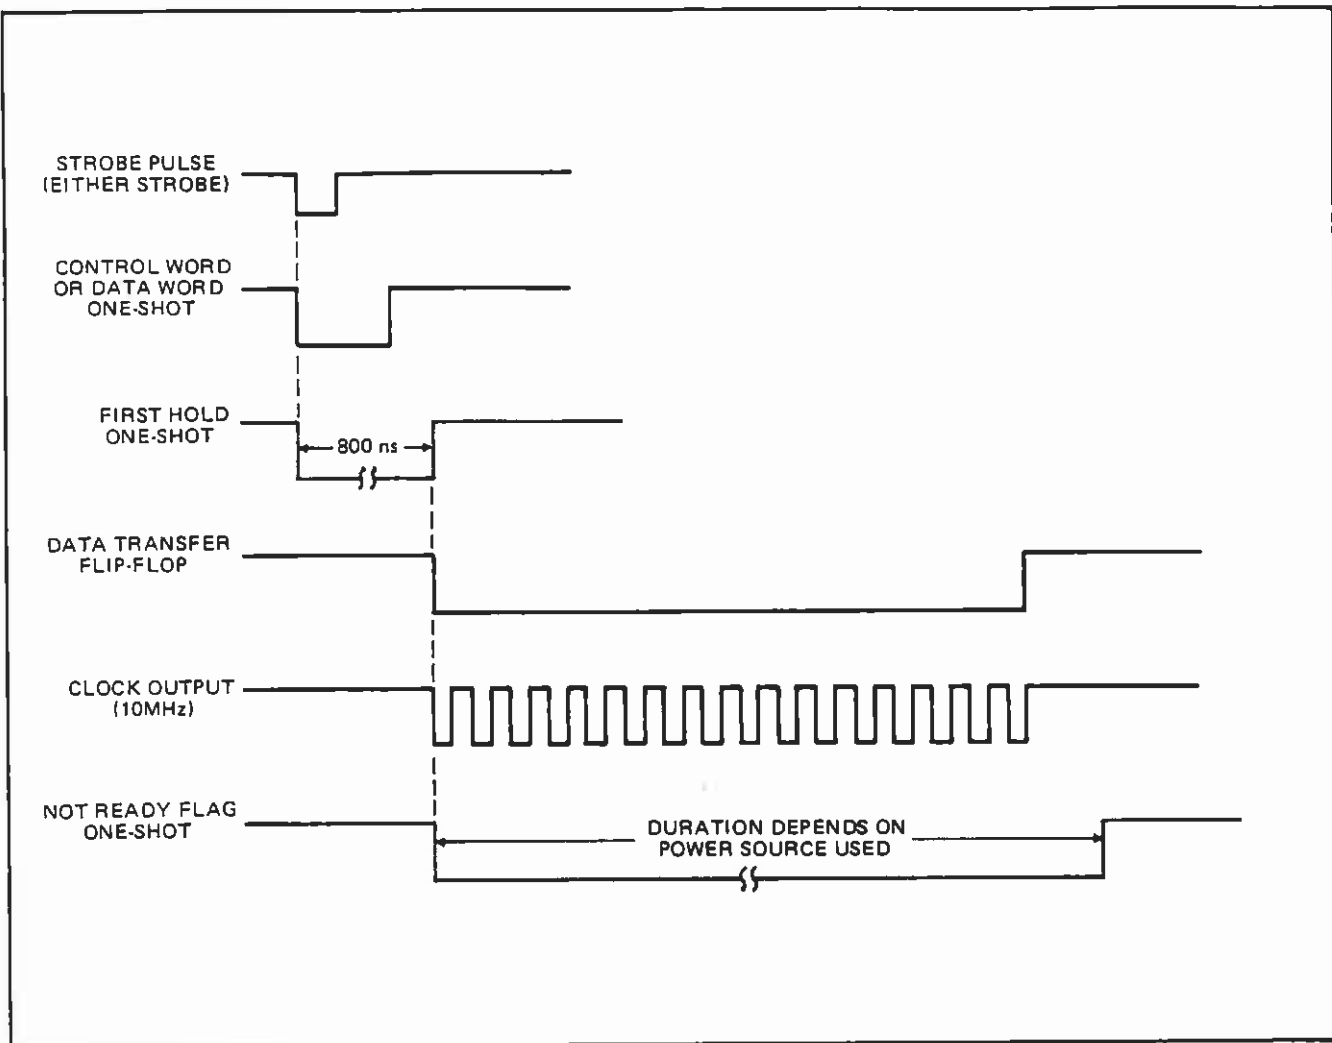 STROBE PULSE
(EITHER STROBE)
CONTROL WORD
OR DATA WORD
ONE-SHOT
FIRST HOLD
ONE-SHOT
800 ns
DATA TRANSFER
FLIP-FLOP
CLOCK OUTPUT
(10MHz)
NOT READY FLAG
ONE-SHOT
DURATION DEPENDS ON
POWER SOURCE USED